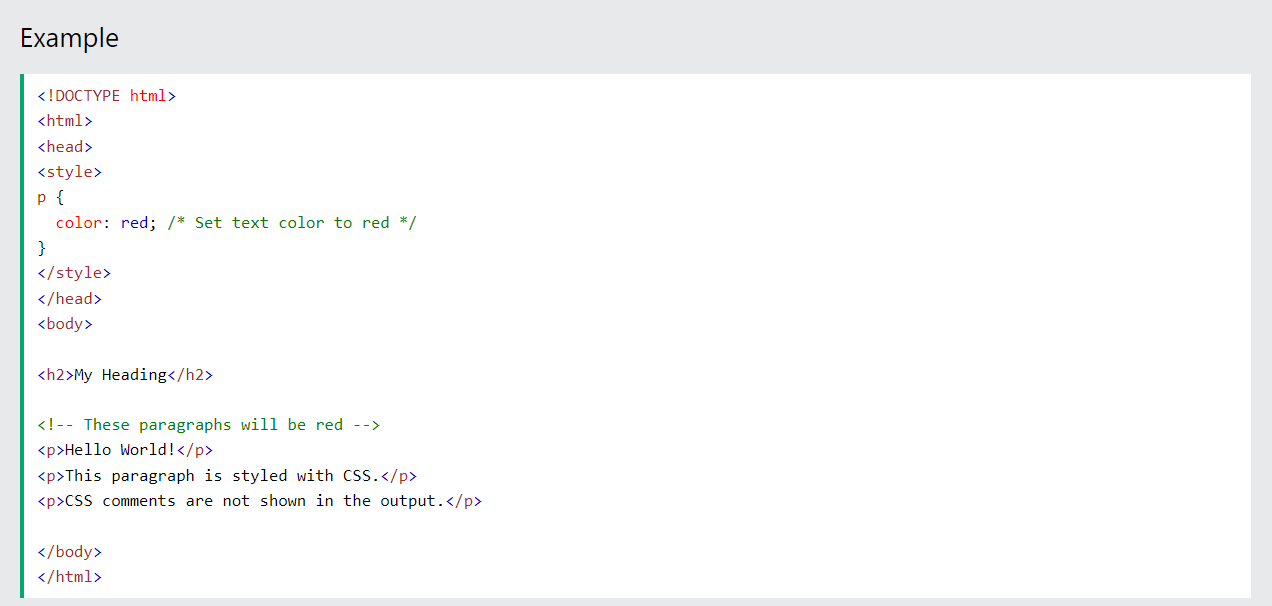 Example
<!DOCTYPE html>
<html>
<head>
<style>
p {
  color: red; /* Set text color to red */
}
</style>
</head>
<body>

<h2>My Heading</h2>

<!-- These paragraphs will be red -->
<p>Hello World!</p>
<p>This paragraph is styled with CSS.</p>
<p>CSS comments are not shown in the output.</p>

</body>
</html>